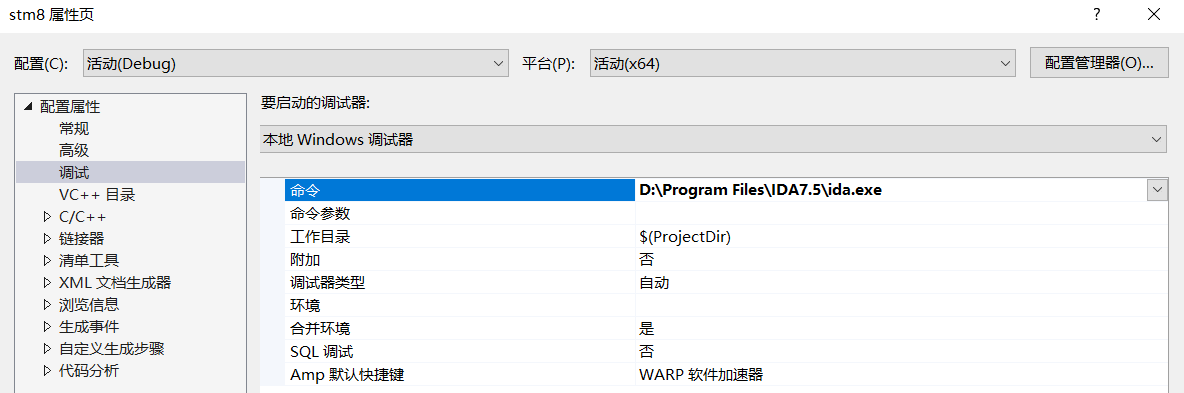 stm8 属性页
配置(C): 活动(Debug) 平台(P): 活动(x64) 配置管理器(O)...
配置属性
常规
高级
调试
VC++ 目录
C/C++
链接器
清单工具
XML 文档生成器
浏览信息
生成事件
自定义生成步骤
代码分析
要启动的调试器:
本地 Windows 调试器
命令 D:\Program Files\IDA7.5\ida.exe
命令参数
工作目录 $(ProjectDir)
附加 否
调试器类型 自动
环境
合并环境 是
SQL 调试 否
Amp 默认快捷键 WARP 软件加速器